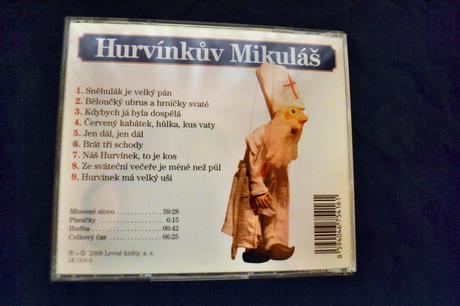 Hurvínkův Mikuláš
1. Sněhulák je velký pán
2. Běloučký ubrus a hrníčky svaté
3. Kdybych já byla dospělá
4. Červený kabátek, hůlka, kus vaty
5. Jen dál, jen dál
6. Brát tři schody
7. Náš Hurvínek, to je kos
8. Ze sváteční večeře je méně než půl
9. Hurvínek má velký uši
Mluvené slovo ........... 59:28
Písničky ................. 6:15
Hudba ................... 00:42
Celkový čas ............. 66:25
℗ – © 2009 Levné knihy, a. s.
8 594046 754161